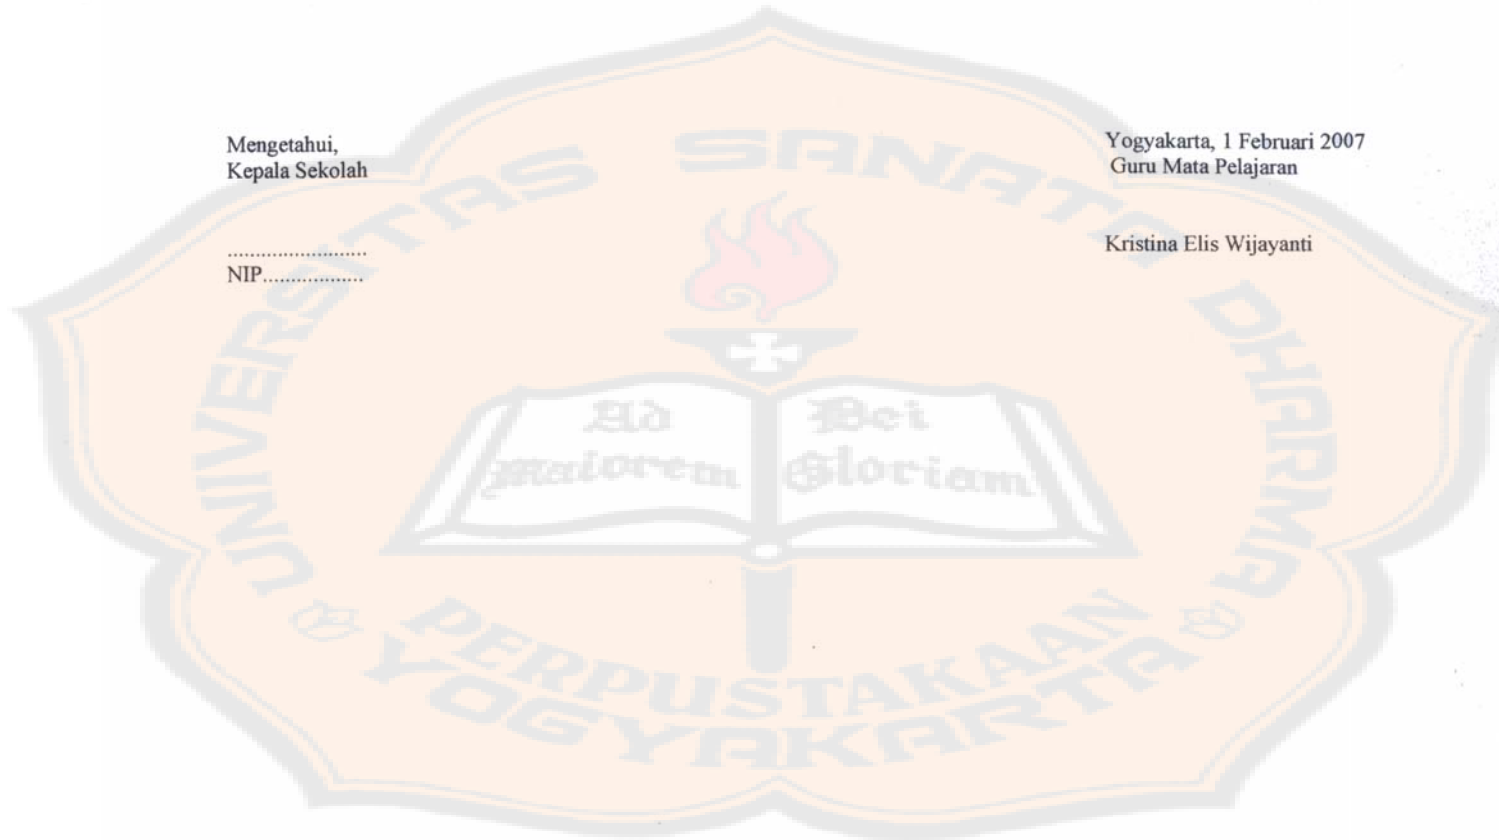 Mengetahui,
Kepala Sekolah
........................
NIP..................
Yogyakarta, 1 Februari 2007
Guru Mata Pelajaran
Kristina Elis Wijayanti
UNIVERSITAS SANATA DHARMA
Ad
maiorem
Dei
Gloriam
PERPUSTAKAAN
YOGYAKARTA